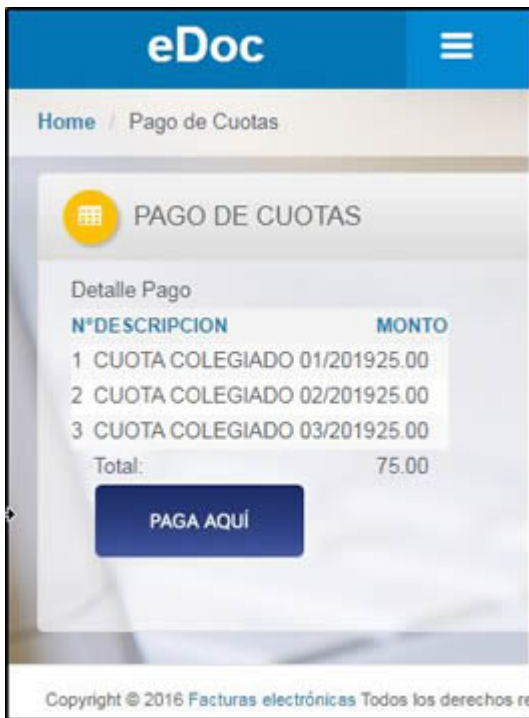 eDoc
Home / Pago de Cuotas
PAGO DE CUOTAS
Detalle Pago
N°DESCRIPCION MONTO
1 CUOTA COLEGIADO 01/201925.00
2 CUOTA COLEGIADO 02/201925.00
3 CUOTA COLEGIADO 03/201925.00
Total: 75.00
PAGA AQUÍ
Copyright © 2016 Facturas electrónicas Todos los derechos re